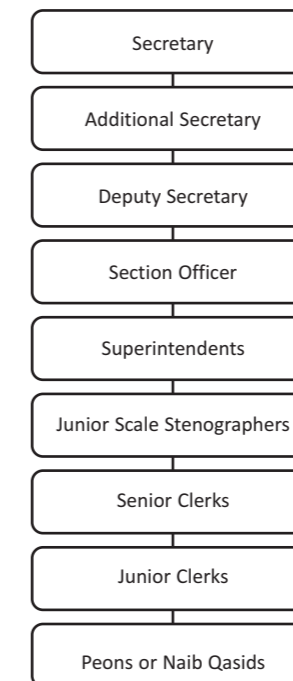 Secretary
Additional Secretary
Deputy Secretary
Section Officer
Superintendents
Junior Scale Stenographers
Senior Clerks
Junior Clerks
Peons or Naib Qasids